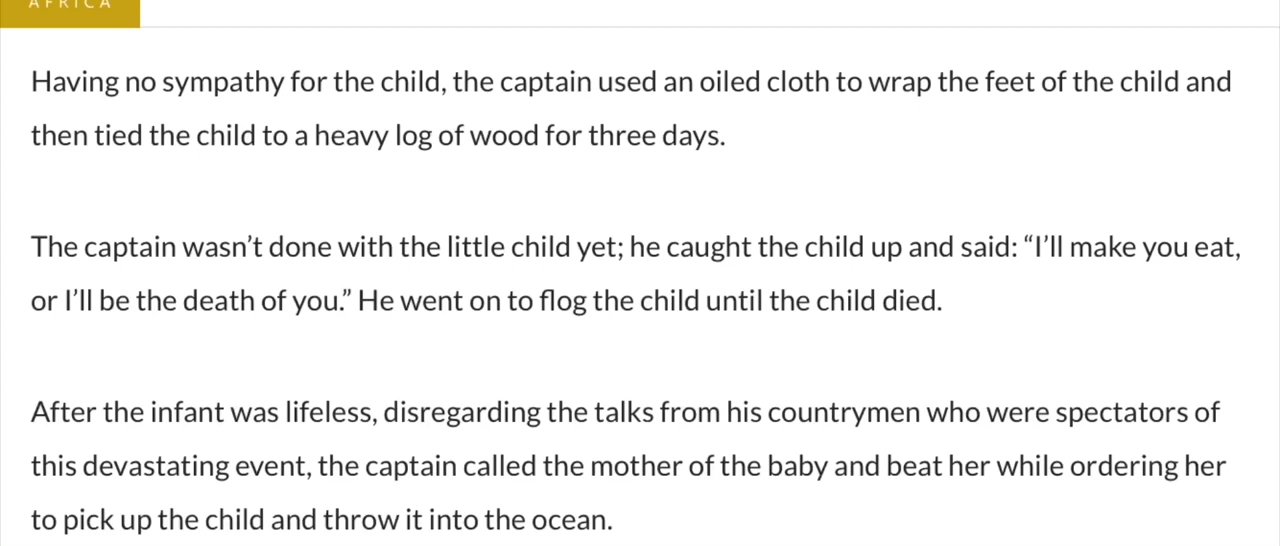 AFRICA
Having no sympathy for the child, the captain used an oiled cloth to wrap the feet of the child and
then tied the child to a heavy log of wood for three days.
The captain wasn’t done with the little child yet; he caught the child up and said: “I’ll make you eat,
or I’ll be the death of you.” He went on to flog the child until the child died.
After the infant was lifeless, disregarding the talks from his countrymen who were spectators of
this devastating event, the captain called the mother of the baby and beat her while ordering her
to pick up the child and throw it into the ocean.